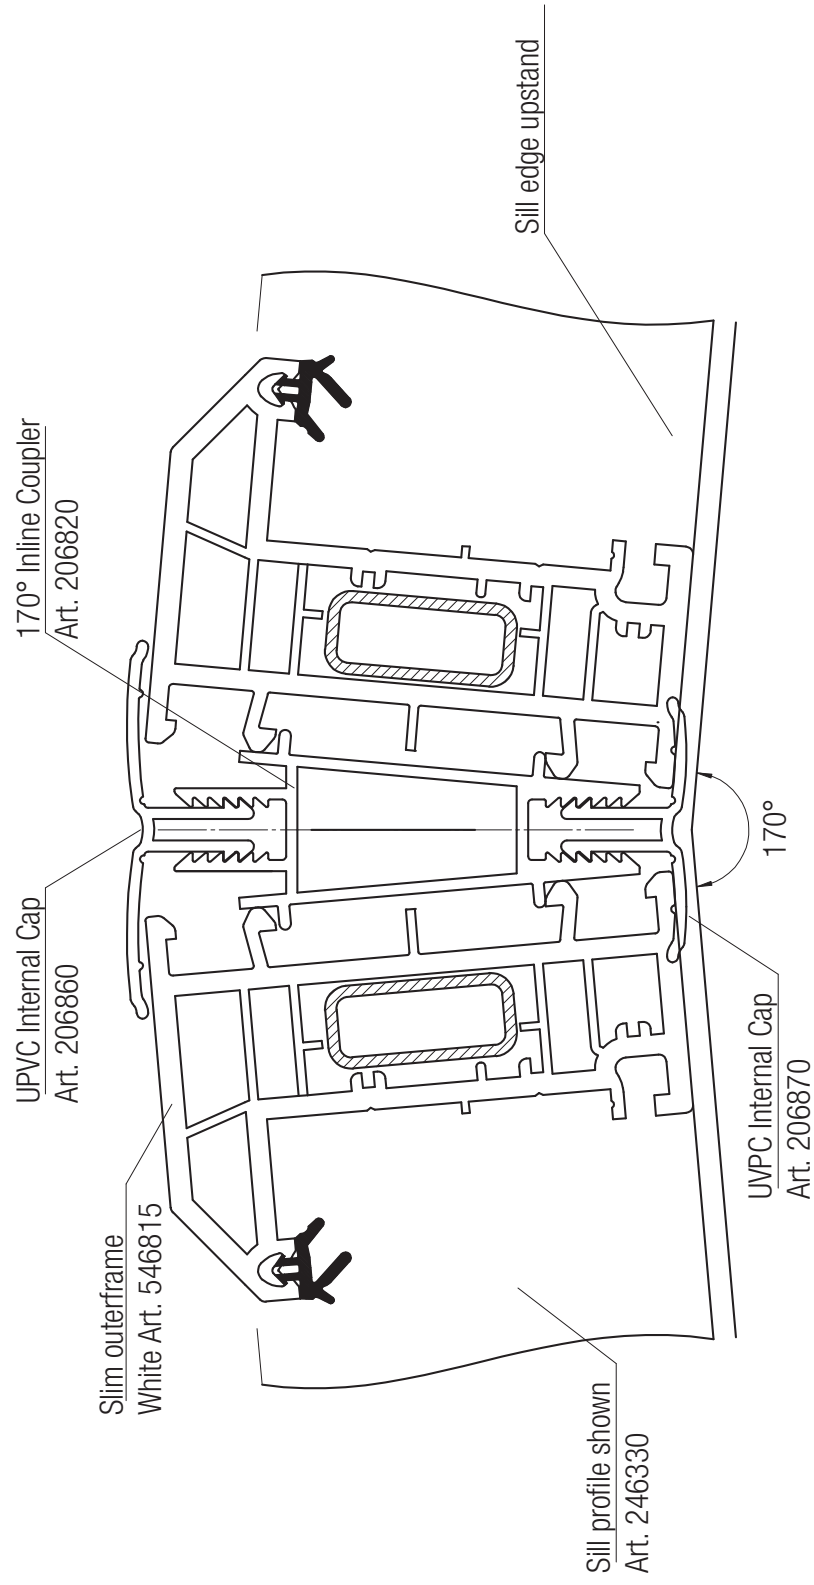 Slim outerframe
White Art. 546815
UPVC Internal Cap
Art. 206860
170° Inline Coupler
Art. 206820
Sill edge upstand
Sill profile shown
Art. 246330
UVPC Internal Cap
Art. 206870
170°